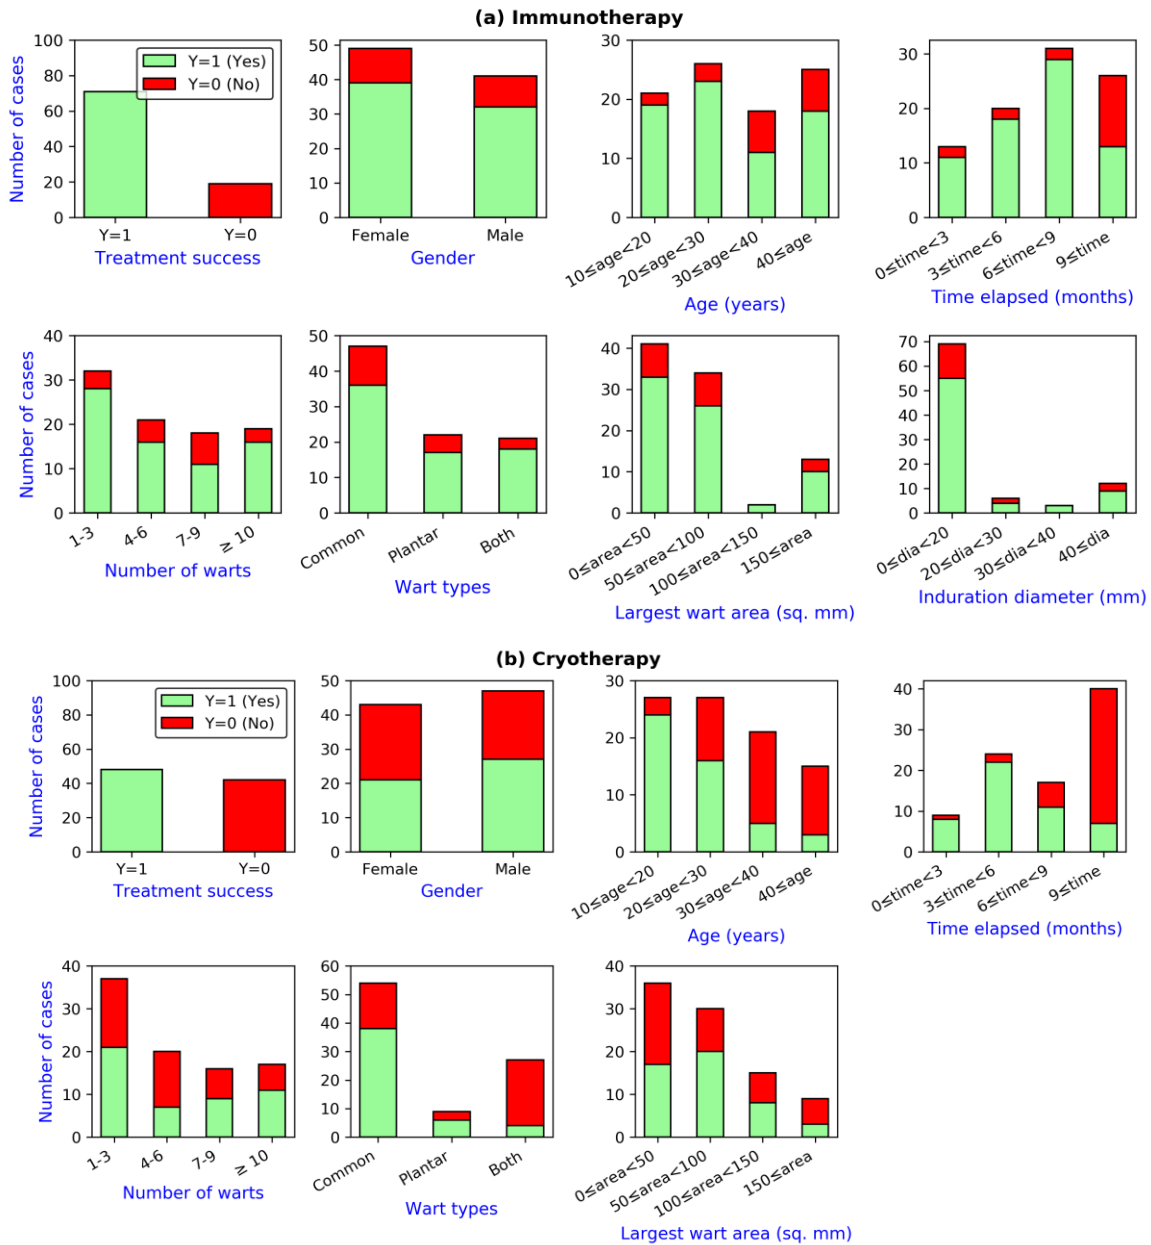 (a) Immunotherapy
Number of cases
100
80
60
40
20
0
Y=1 (Yes)
Y=0 (No)
Y=1 Y=0
Treatment success
50
40
30
20
10
0
Female Male
Gender
30
20
10
0
10≤age<20 20≤age<30 30≤age<40 40≤age
Age (years)
30
20
10
0
0≤time<3 3≤time<6 6≤time<9 9≤time
Time elapsed (months)
Number of cases
40
30
20
10
0
1-3 4-6 7-9 ≥ 10
Number of warts
50
40
30
20
10
0
Common Plantar Both
Wart types
40
30
20
10
0
0≤area<50 50≤area<100 100≤area<150 150≤area
Largest wart area (sq. mm)
70
60
50
40
30
20
10
0
0≤dia<20 20≤dia<30 30≤dia<40 40≤dia
Induration diameter (mm)
(b) Cryotherapy
Number of cases
100
80
60
40
20
0
Y=1 (Yes)
Y=0 (No)
Y=1 Y=0
Treatment success
50
40
30
20
10
0
Female Male
Gender
30
20
10
0
10≤age<20 20≤age<30 30≤age<40 40≤age
Age (years)
40
30
20
10
0
0≤time<3 3≤time<6 6≤time<9 9≤time
Time elapsed (months)
Number of cases
40
30
20
10
0
1-3 4-6 7-9 ≥ 10
Number of warts
60
50
40
30
20
10
0
Common Plantar Both
Wart types
40
30
20
10
0
0≤area<50 50≤area<100 100≤area<150 150≤area
Largest wart area (sq. mm)